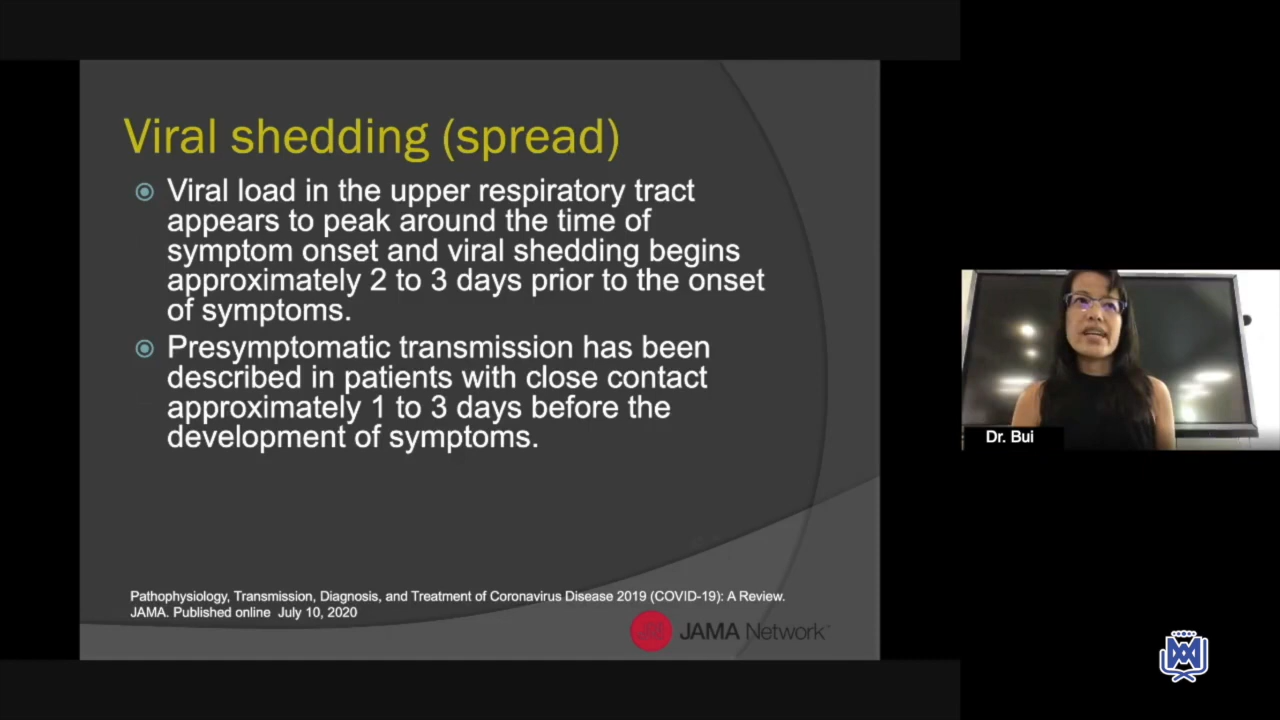 Viral shedding (spread)
Viral load in the upper respiratory tract
appears to peak around the time of
symptom onset and viral shedding begins
approximately 2 to 3 days prior to the onset
of symptoms.
Presymptomatic transmission has been
described in patients with close contact
approximately 1 to 3 days before the
development of symptoms.
Pathophysiology, Transmission, Diagnosis, and Treatment of Coronavirus Disease 2019 (COVID-19): A Review.
JAMA. Published online July 10, 2020
JAMA Network
Dr. Bui